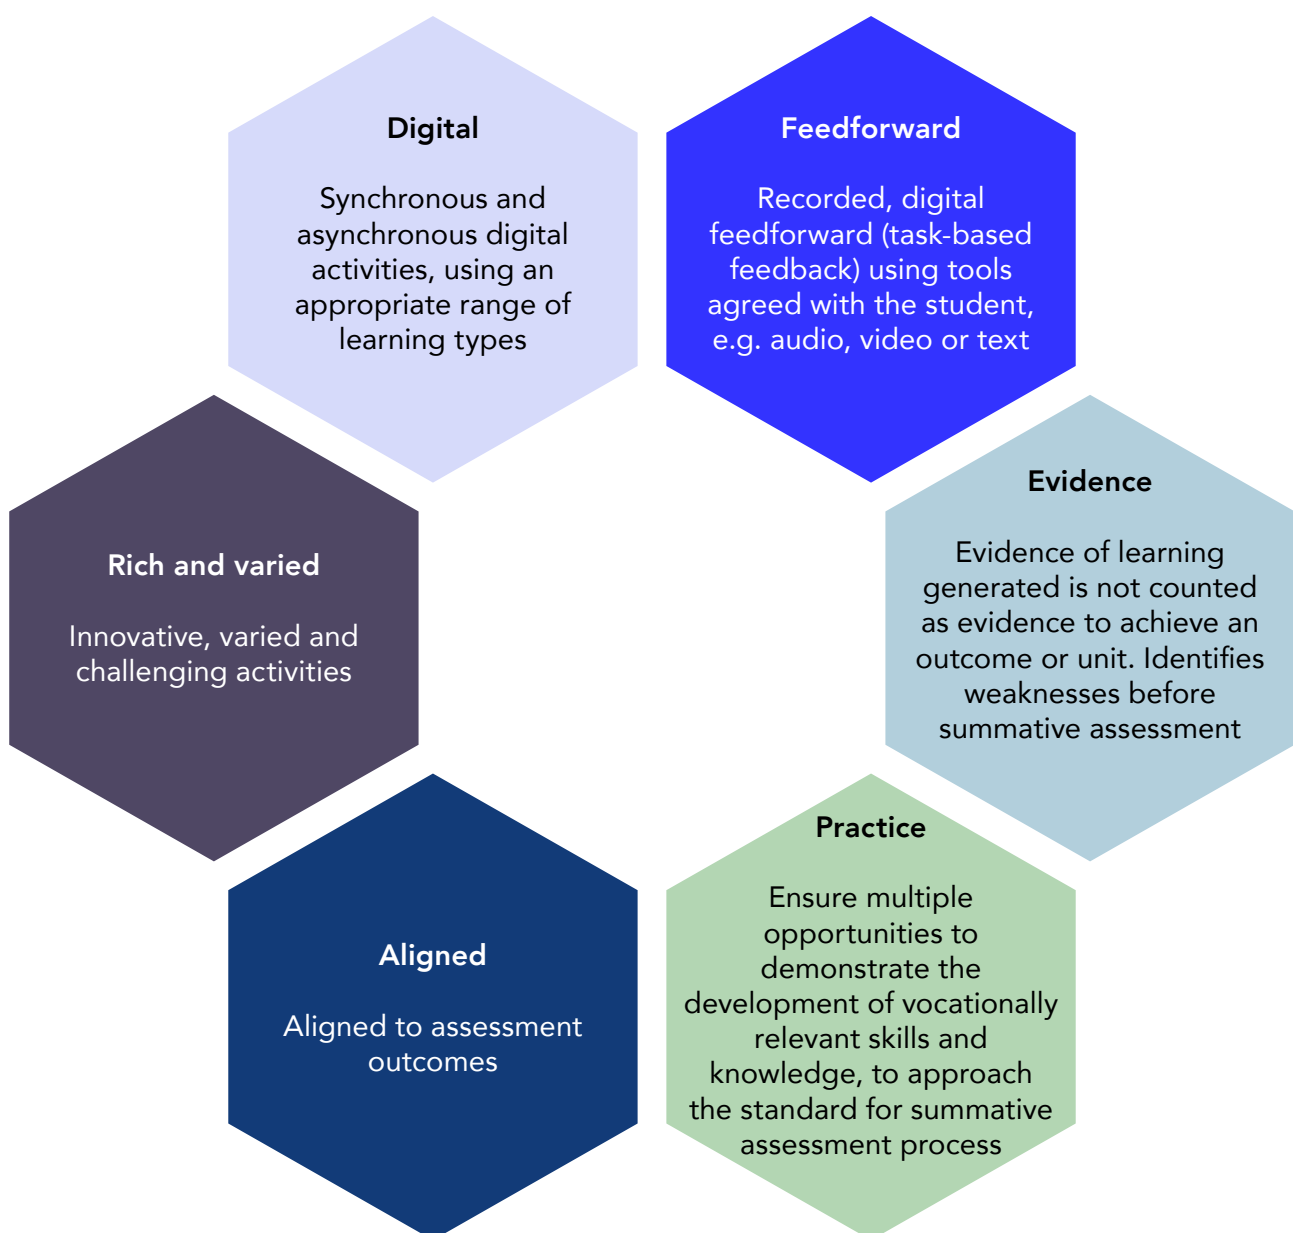 Digital
Synchronous and
asynchronous digital
activities, using an
appropriate range of
learning types
Feedforward
Recorded, digital
feedforward (task-based
feedback) using tools
agreed with the student,
e.g. audio, video or text
Evidence
Evidence of learning
generated is not counted
as evidence to achieve an
outcome or unit. Identifies
weaknesses before
summative assessment
Practice
Ensure multiple
opportunities to
demonstrate the
development of vocationally
relevant skills and
knowledge, to approach
the standard for summative
assessment process
Aligned
Aligned to assessment
outcomes
Rich and varied
Innovative, varied and
challenging activities